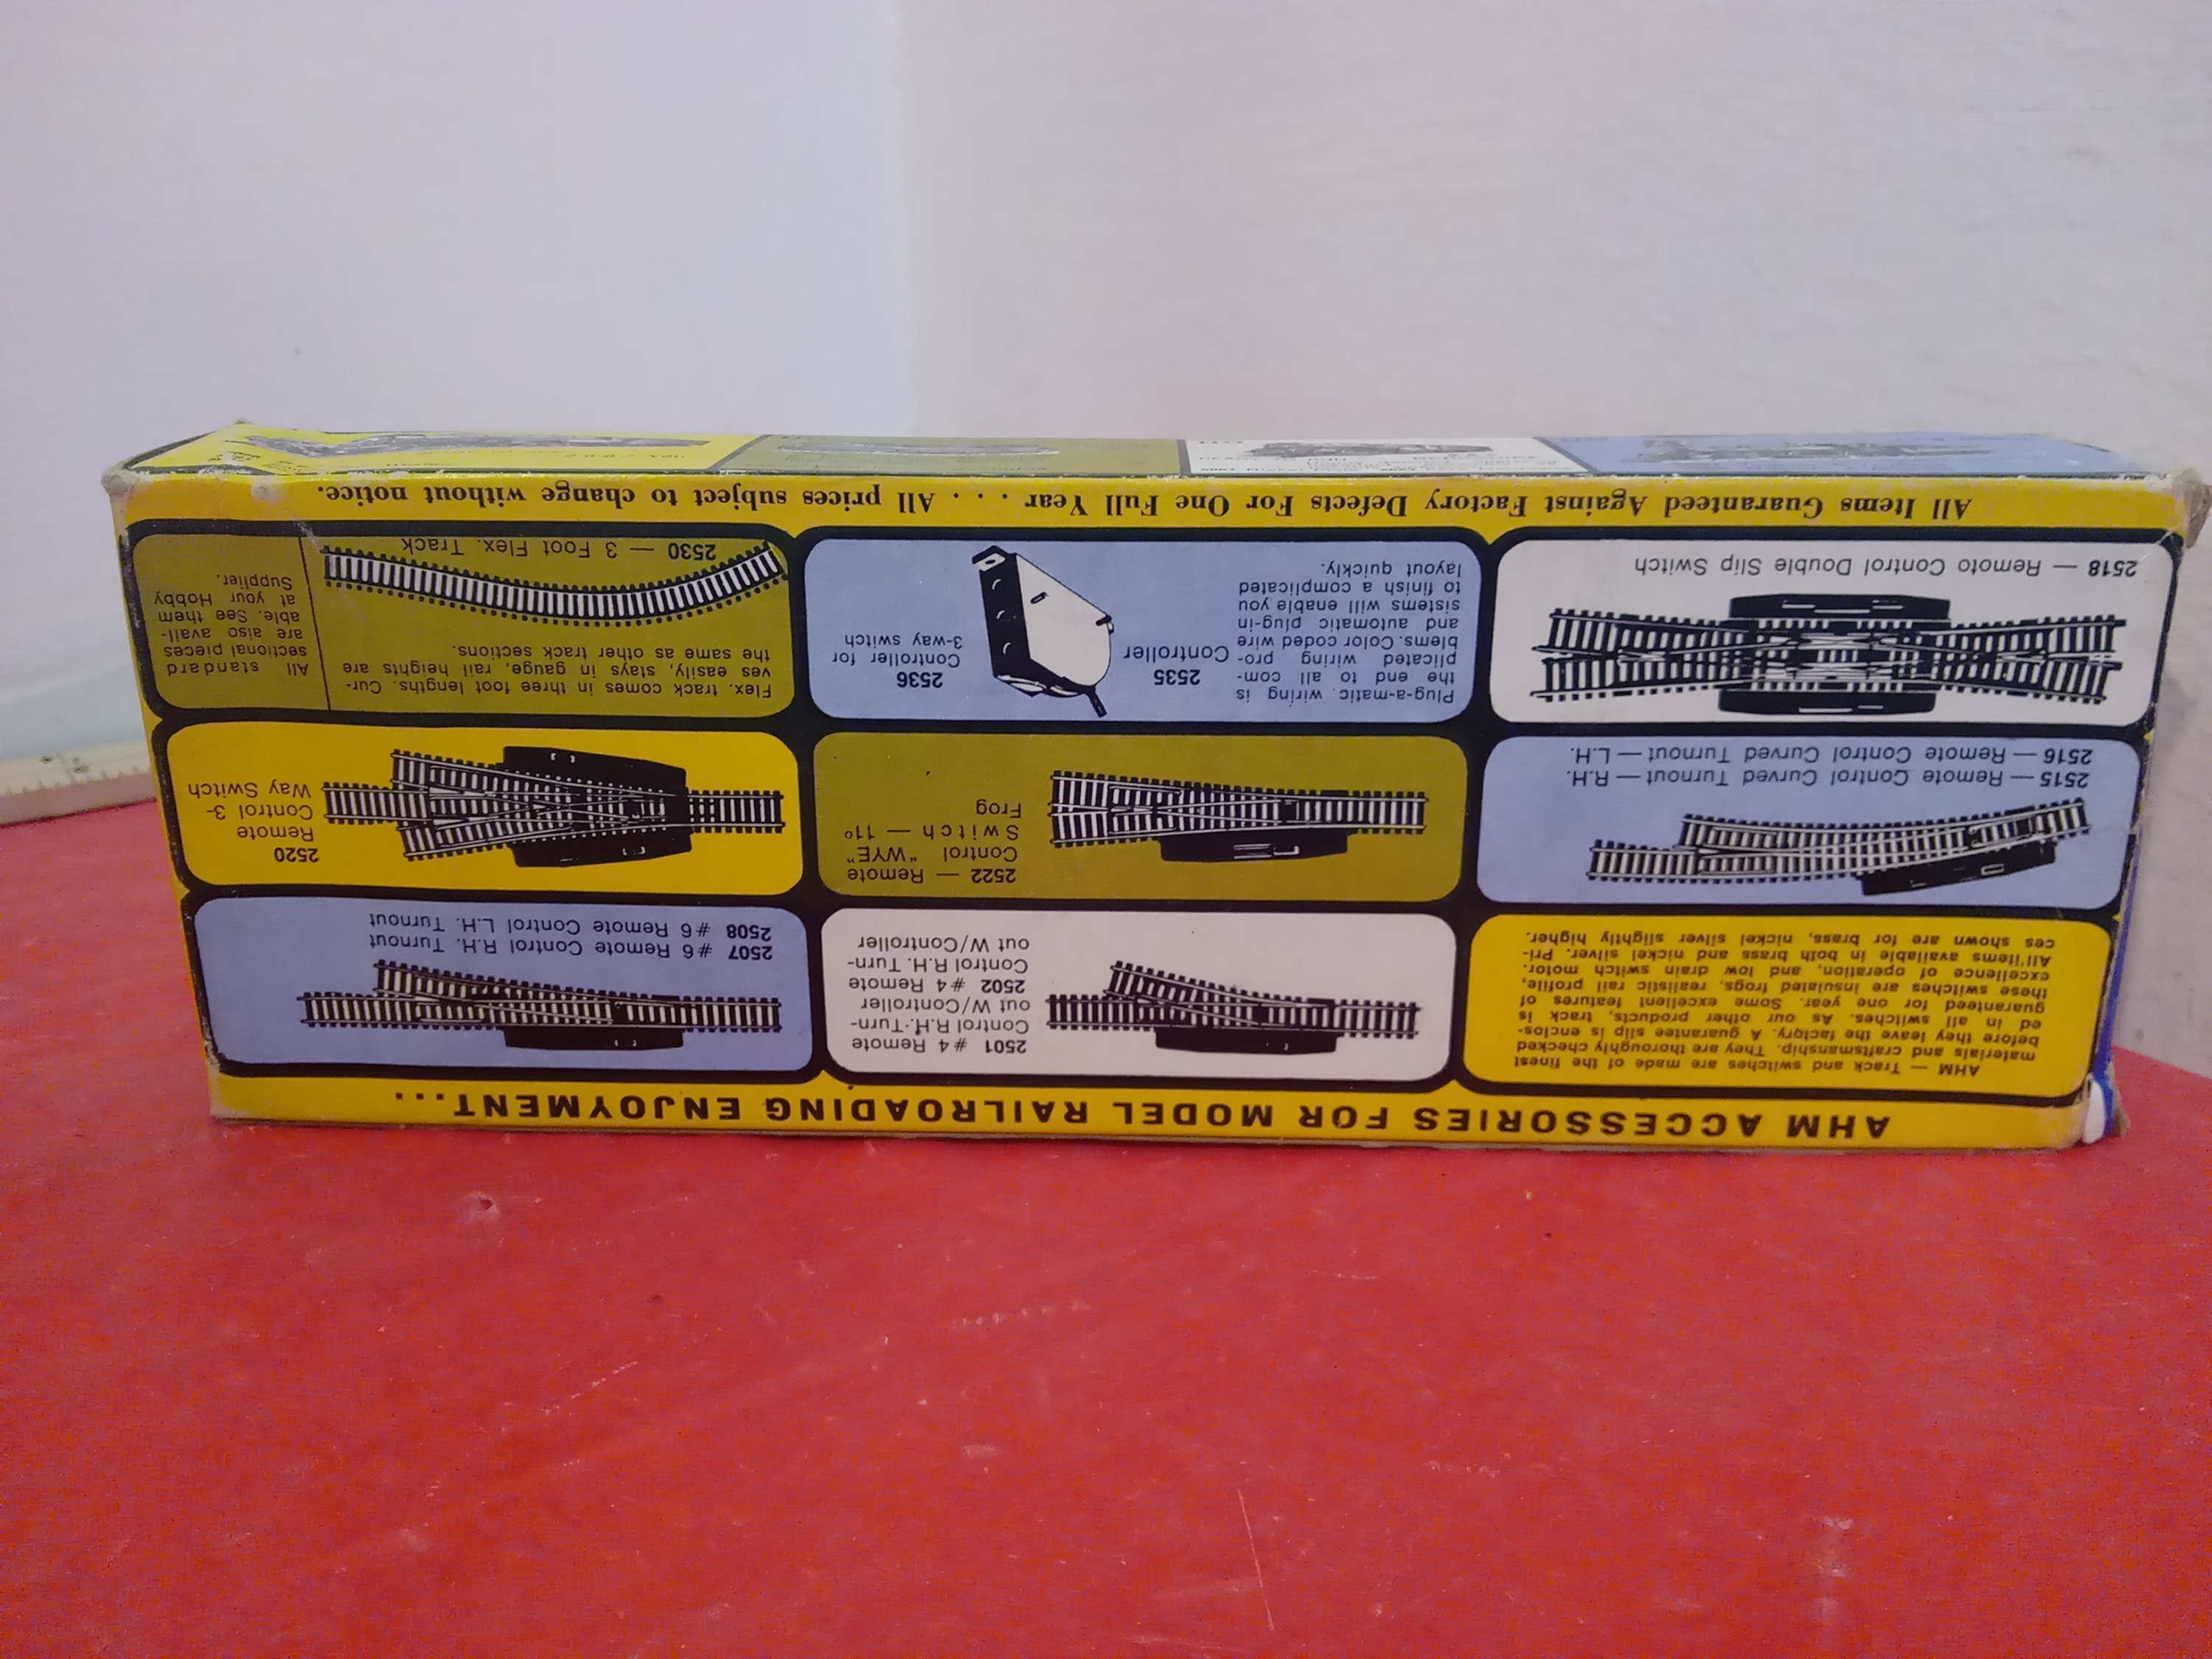 AHM ACCESSORIES FOR MODEL RAILROADING ENJOYMENT...
AHM — Track and switches are made of the finest
materials and craftsmanship. They are thoroughly checked
before they leave the factory. A guarantee slip is enclos-
ed in all switches. As our other products, track is
guaranteed for one year. Some excellent features of
these switches are insulated frogs, realistic rail profile,
excellence of operation, and low drain switch motor.
All items available in both brass and nickel silver. Pri-
ces shown are for brass, nickel silver slightly higher.
2501 #4 Remote
Control R.H. Turn-
out W/Controller
2502 #4 Remote
Control R.H. Turn-
out W/Controller
2507 #6 Remote Control R.H. Turnout
2508 #6 Remote Control L.H. Turnout
2515 — Remote Control Curved Turnout — R.H.
2516 — Remote Control Curved Turnout — L.H.
2522 — Remote
Control "WYE"
Switch — 11º
Frog
2520
Remote
Control 3-
Way Switch
2518 — Remoto Control Double Slip Switch
Plug-a-matic. wiring is
the end to all com-
plicated wiring pro-
blems. Color coded wire
and automatic plug-in
sistems will enable you
to finish a complicated
layout quickly.
2535
Controller
2536
Controller for
3-way switch
Flex. track comes in three foot lengths. Cur-
ves easily, stays in gauge, rail heights are
the same as other track sections.
2530 — 3 Foot Flex. Track
All standard
sectional pieces
are also avail-
able. See them
at your Hobby
Supplier.
All Items Guaranteed Against Factory Defects For One Full Year . . . . All prices subject to change without notice.